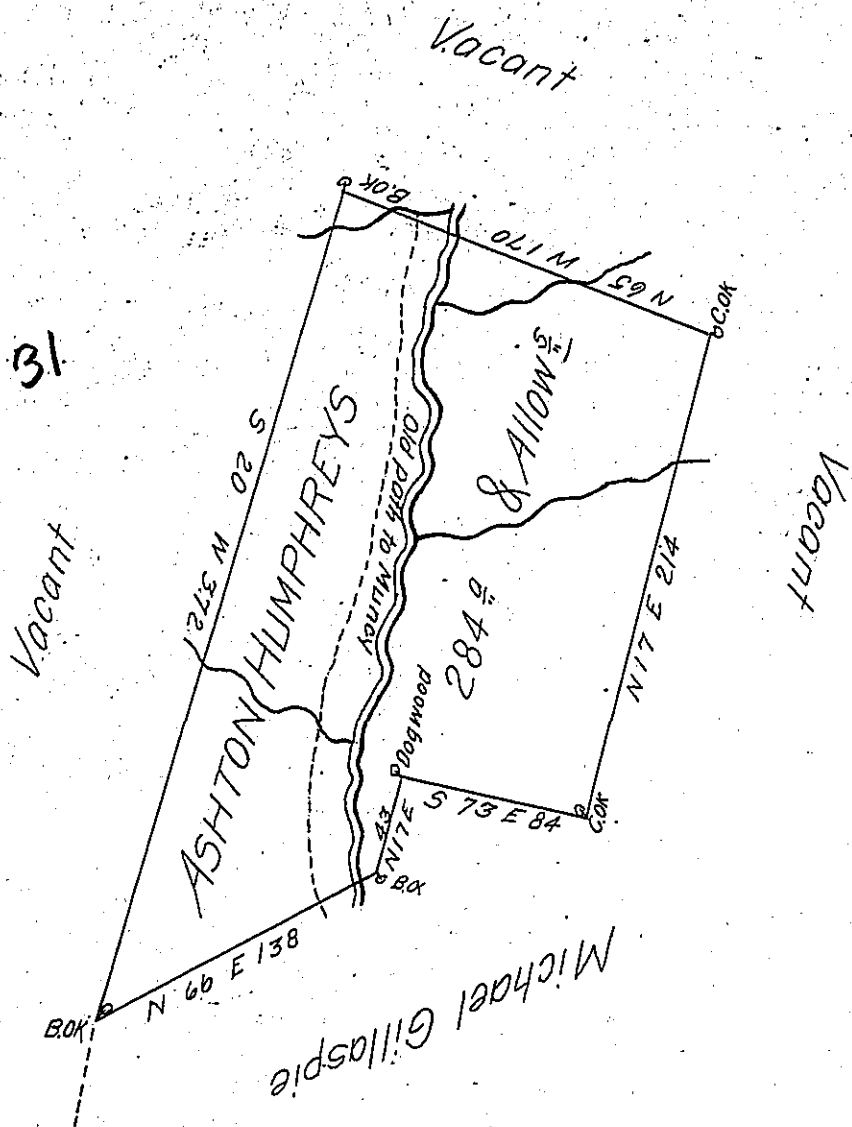 Vacant
B.OK
N 65 W 170
C.OK
31
S 20 W 372
ASHTON HUMPHREYS
Old path to Muncy
& Allow
284 a
Vacant
Vacant
N 17 E 214
Dogwood
S 73 E 84
C.OK
43
N 17 E
B.OK
N 66 E 138
B.OK
Michael Gillaspie